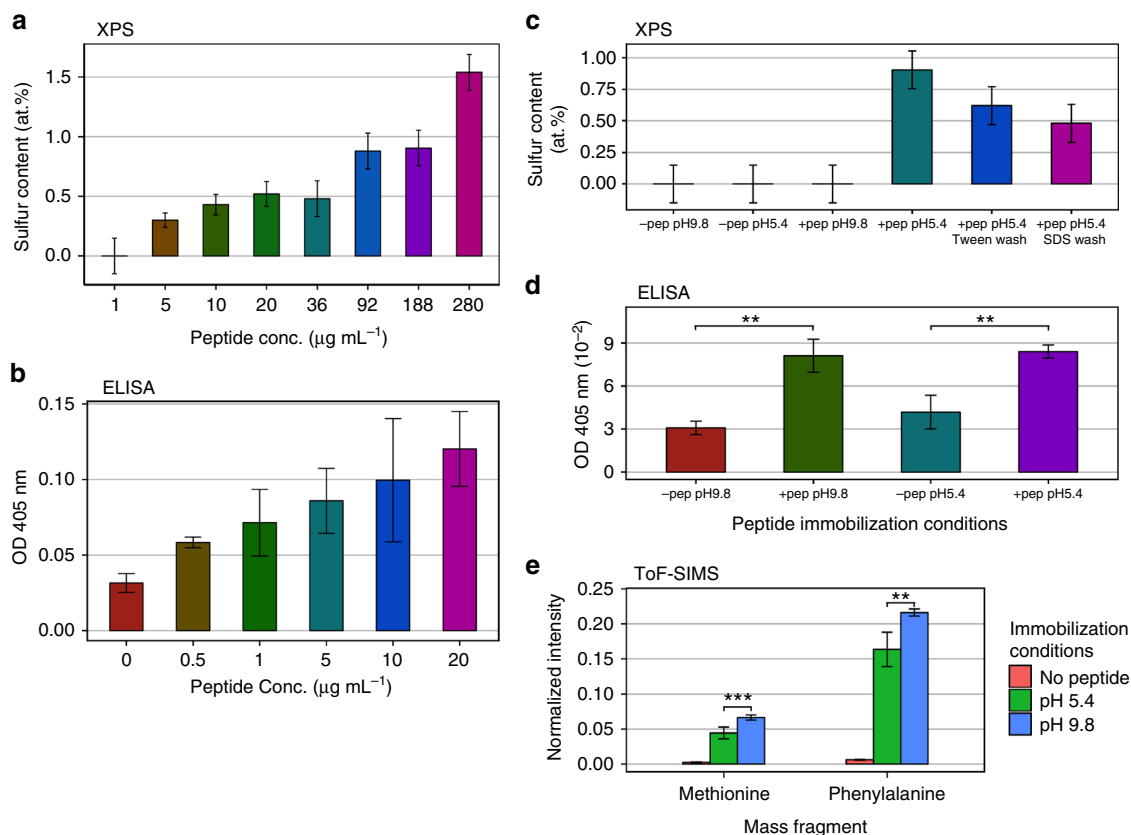 a
XPS
Sulfur content (at.%)
1.5
1.0
0.5
0.0
1 5 10 20 36 92 188 280
Peptide conc. (μg mL⁻¹)
b
ELISA
OD 405 nm
0.15
0.10
0.05
0.00
0 0.5 1 5 10 20
Peptide Conc. (μg mL⁻¹)
c
XPS
Sulfur content
(at.%)
1.00
0.75
0.50
0.25
0.00
–pep pH9.8 –pep pH5.4 +pep pH9.8 +pep pH5.4 +pep pH5.4 +pep pH5.4
Tween wash SDS wash
d
ELISA
OD 405 nm (10⁻²)
** **
9
6
3
0
–pep pH9.8 +pep pH9.8 –pep pH5.4 +pep pH5.4
Peptide immobilization conditions
e
ToF-SIMS
Normalized intensity
0.25
0.20
0.15
0.10
0.05
0.00
***
**
Methionine Phenylalanine
Mass fragment
Immobilization
conditions
No peptide
pH 5.4
pH 9.8